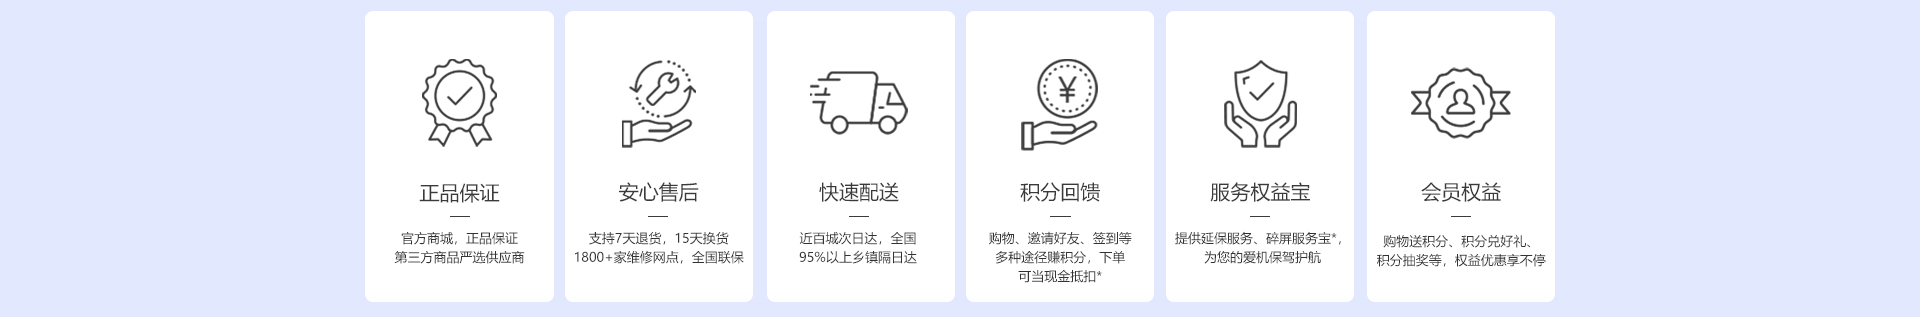 正品保证
官方商城，正品保证
第三方商品严选供应商
安心售后
支持7天退货，15天换货
1800+家维修网点，全国联保
快速配送
近百城次日达，全国
95%以上乡镇隔日达
¥
积分回馈
购物、邀请好友、签到等
多种途径赚积分，下单
可当现金抵扣*
服务权益宝
提供延保服务、碎屏服务宝*，
为您的爱机保驾护航
会员权益
购物送积分、积分兑好礼、
积分抽奖等，权益优惠享不停